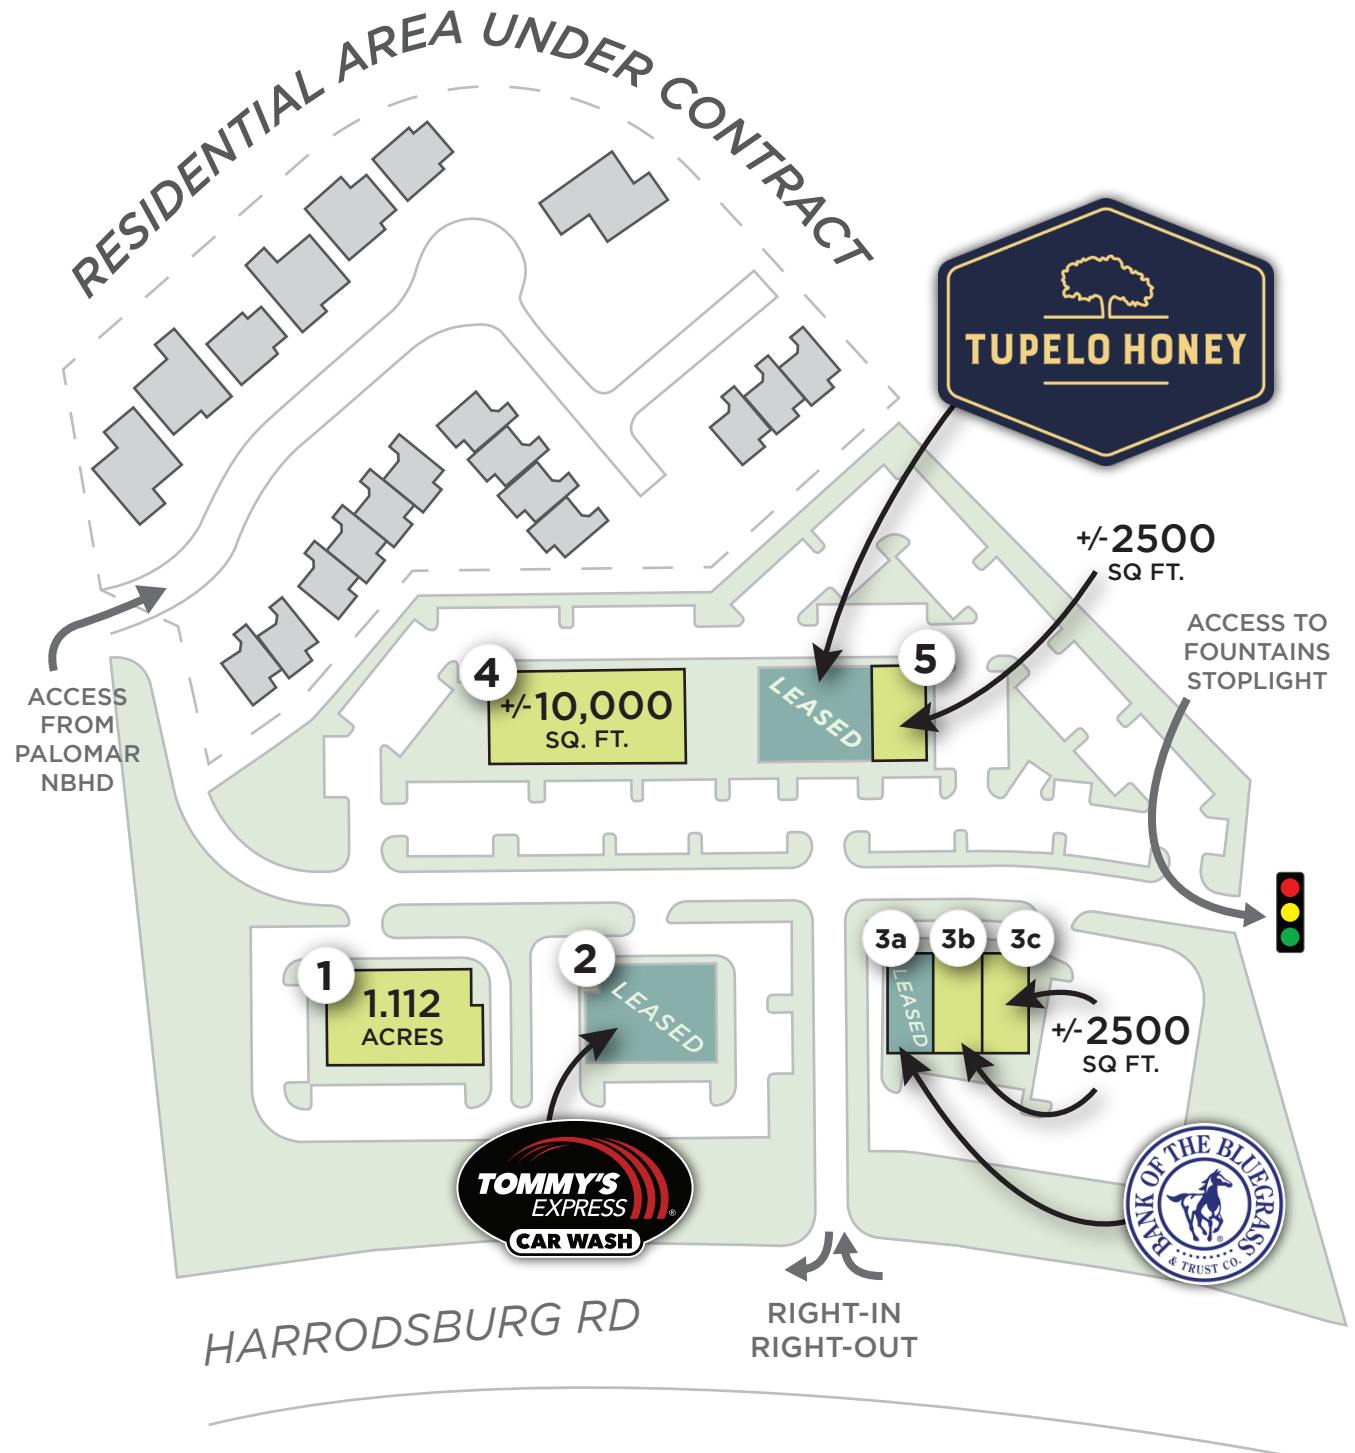 RESIDENTIAL AREA UNDER CONTRACT
TUPELO HONEY
+/-2500
SQ FT.
ACCESS TO
FOUNTAINS
STOPLIGHT
ACCESS
FROM
PALOMAR
NBHD
4
+/-10,000
SQ. FT.
LEASED
5
1
1.112
ACRES
2
LEASED
3a
3b
3c
LEASED
+/-2500
SQ FT.
TOMMY'S
EXPRESS
®
CAR WASH
BANK OF THE BLUEGRASS
& TRUST CO.
®
HARRODSBURG RD
RIGHT-IN
RIGHT-OUT